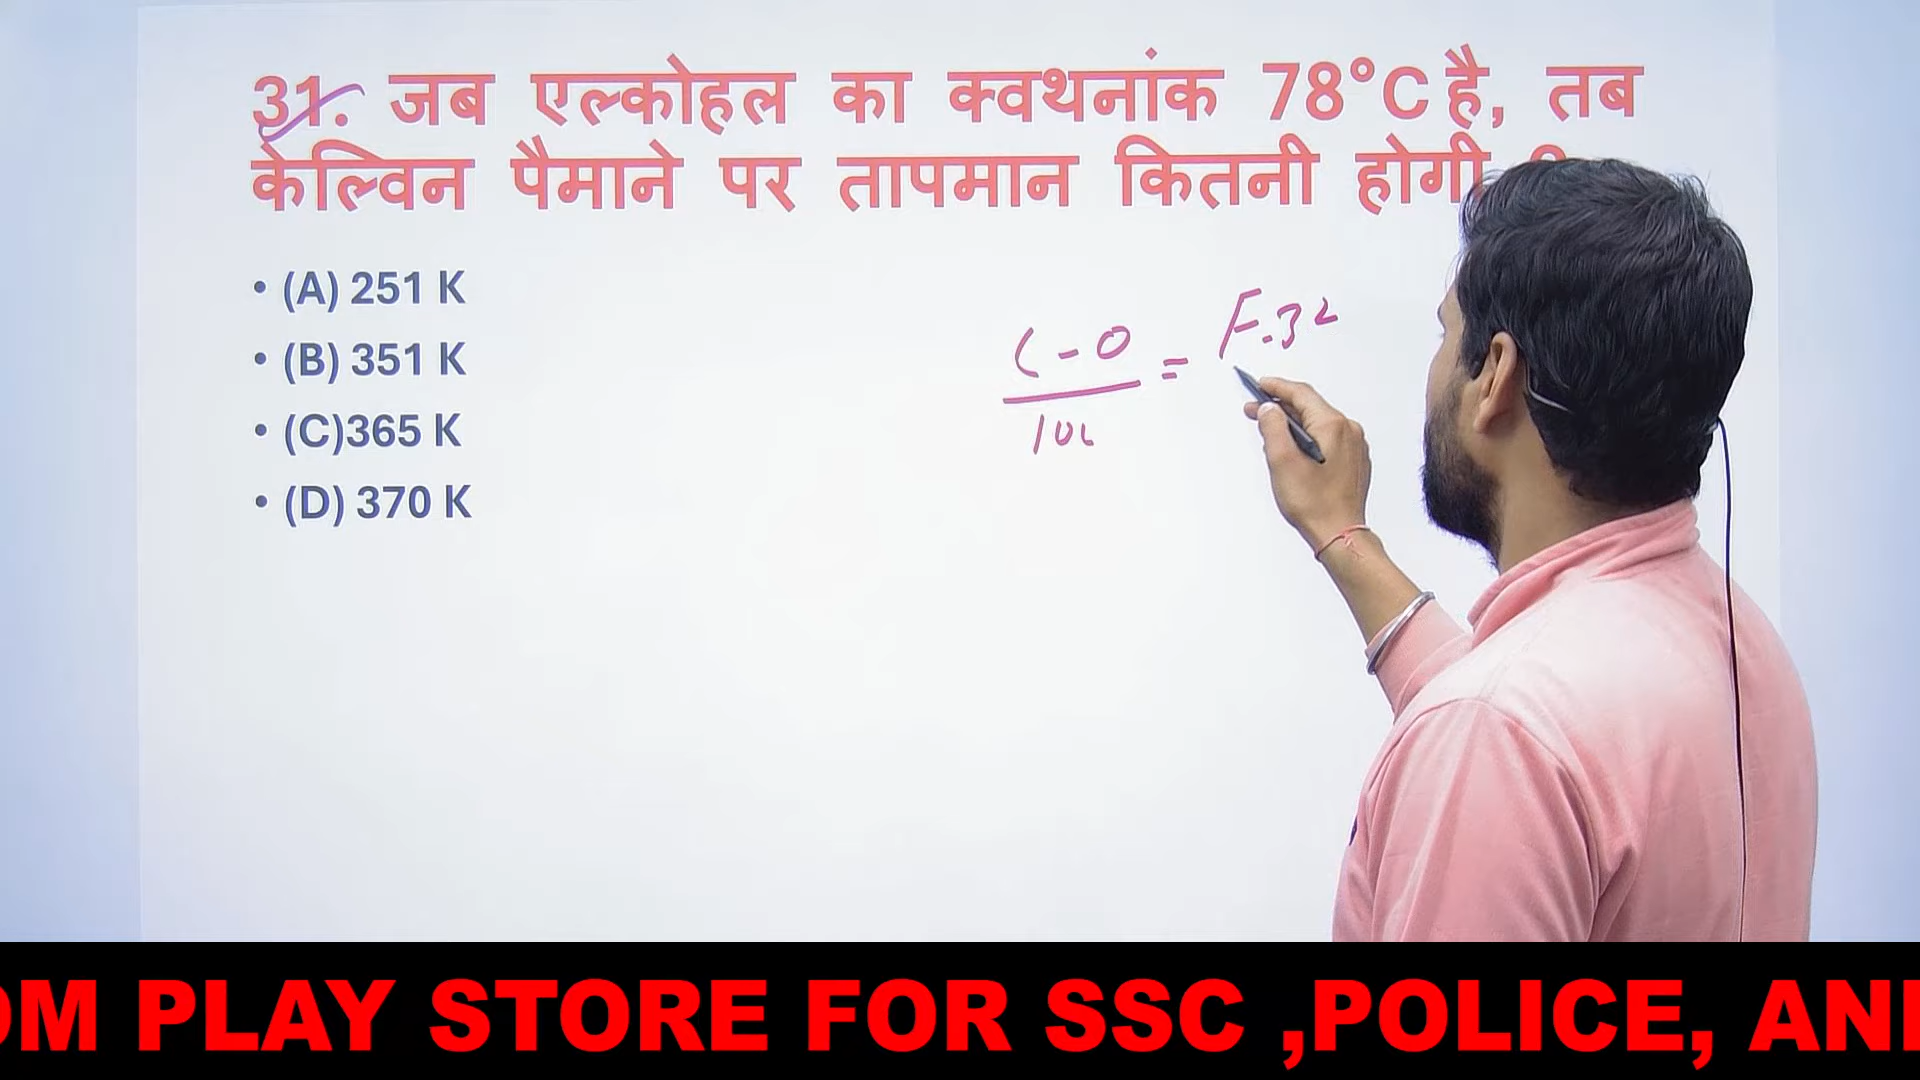 31. जब एल्कोहल का क्वथनांक 78°C है, तब
केल्विन पैमाने पर तापमान कितनी होगी
• (A) 251 K
• (B) 351 K
• (C)365 K
• (D) 370 K
C - 0 = F-32
100
OM PLAY STORE FOR SSC ,POLICE, AN